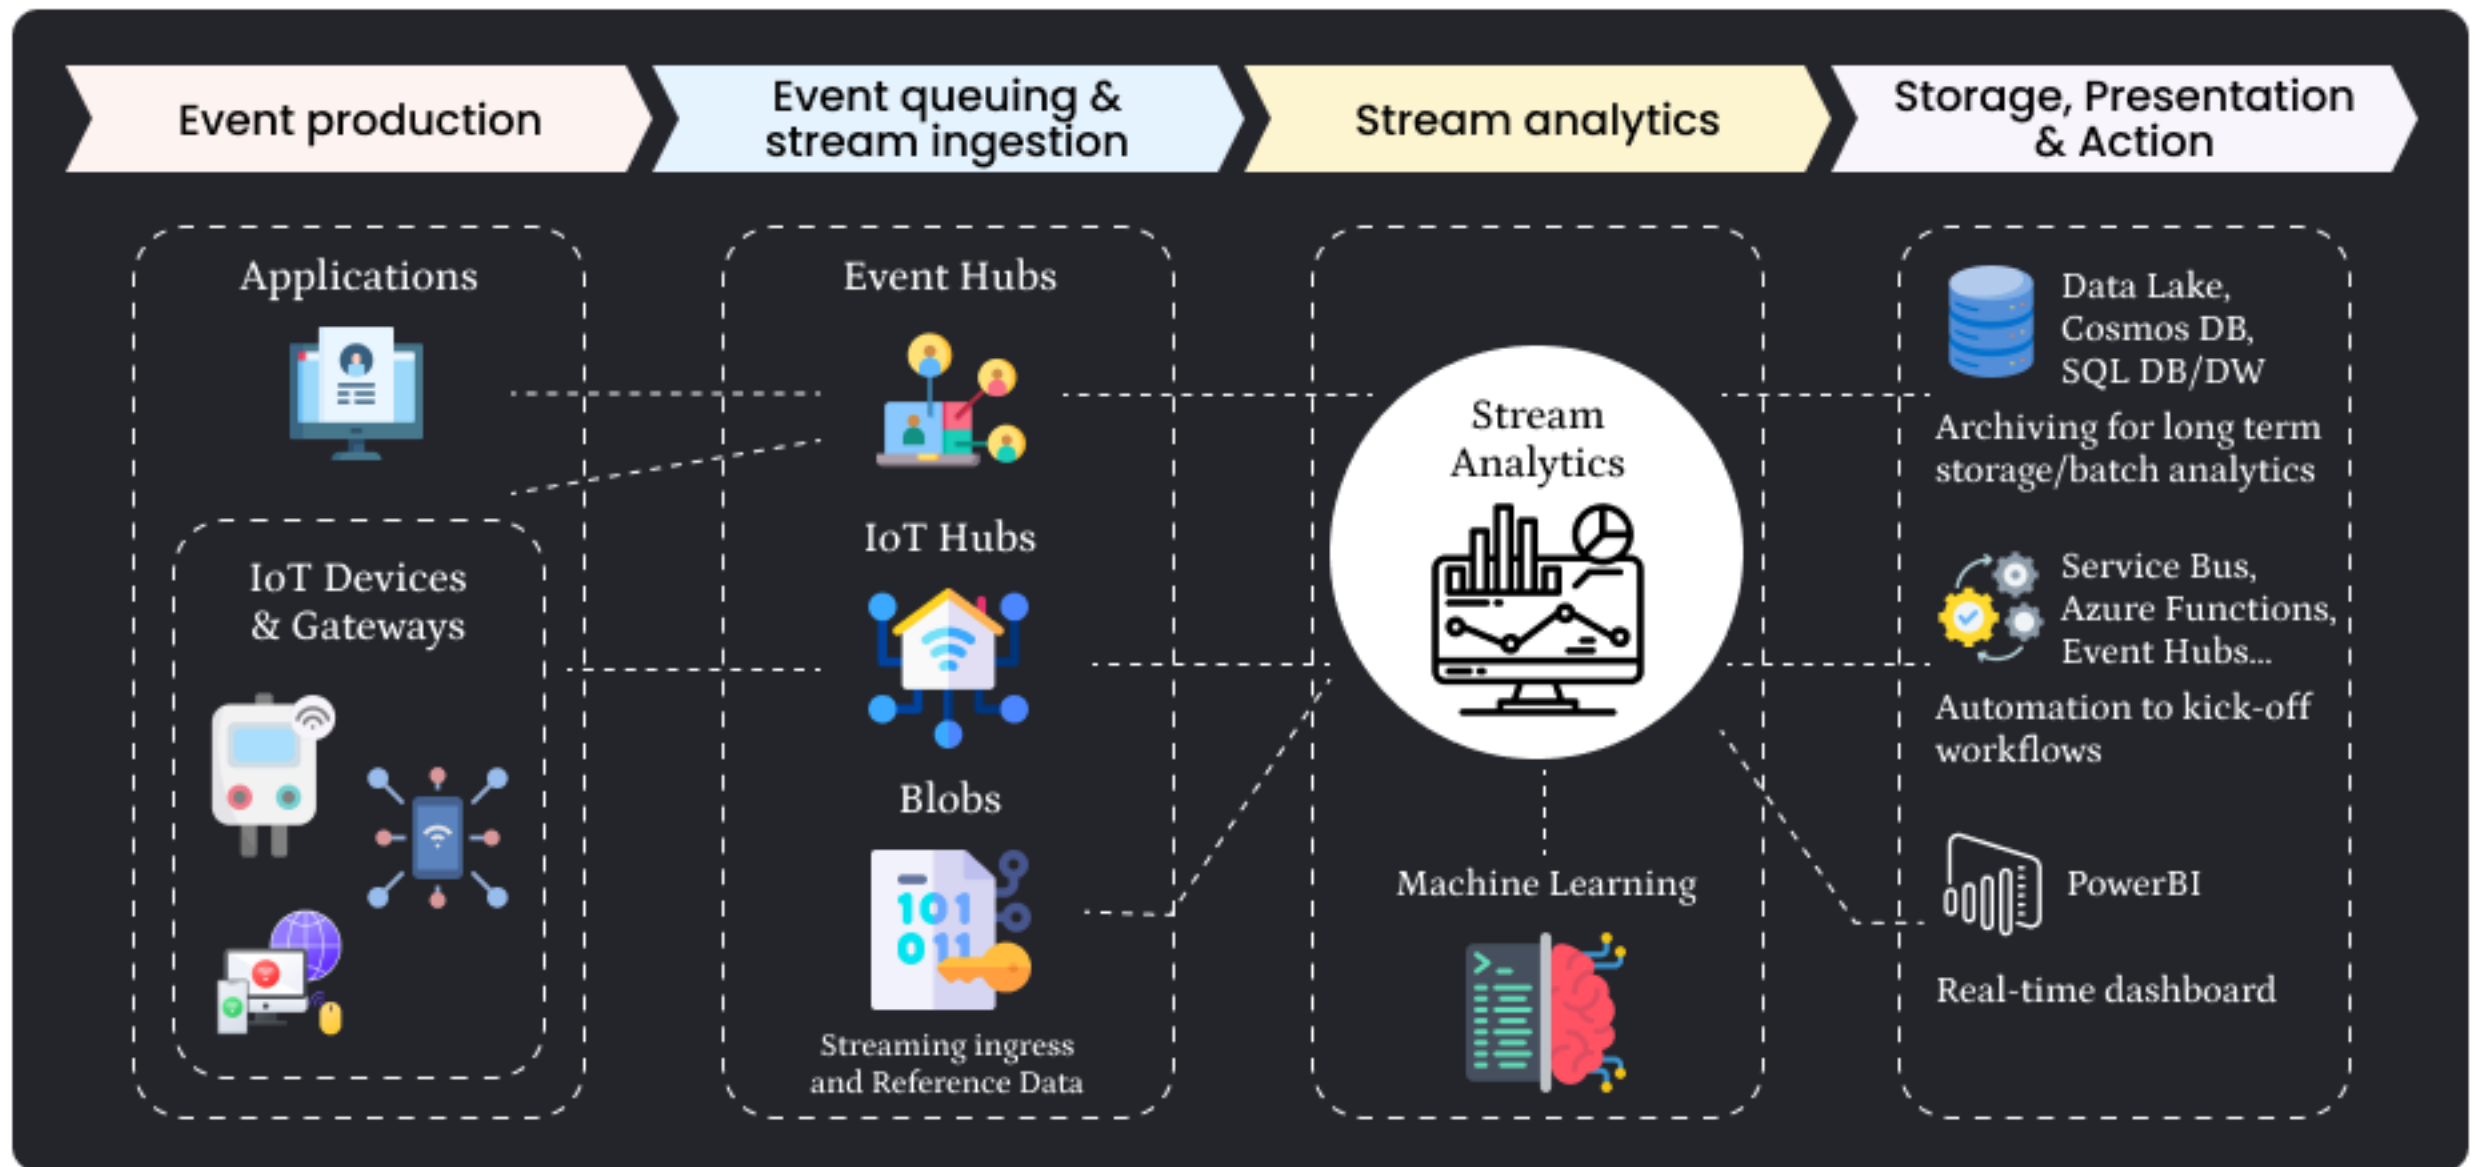 Event production
Event queuing &
stream ingestion
Stream analytics
Storage, Presentation
& Action
Applications
IoT Devices
& Gateways
Event Hubs
IoT Hubs
Blobs
101
011
Streaming ingress
and Reference Data
Stream
Analytics
Machine Learning
Data Lake,
Cosmos DB,
SQL DB/DW
Archiving for long term
storage/batch analytics
Service Bus,
Azure Functions,
Event Hubs...
Automation to kick-off
workflows
PowerBI
Real-time dashboard